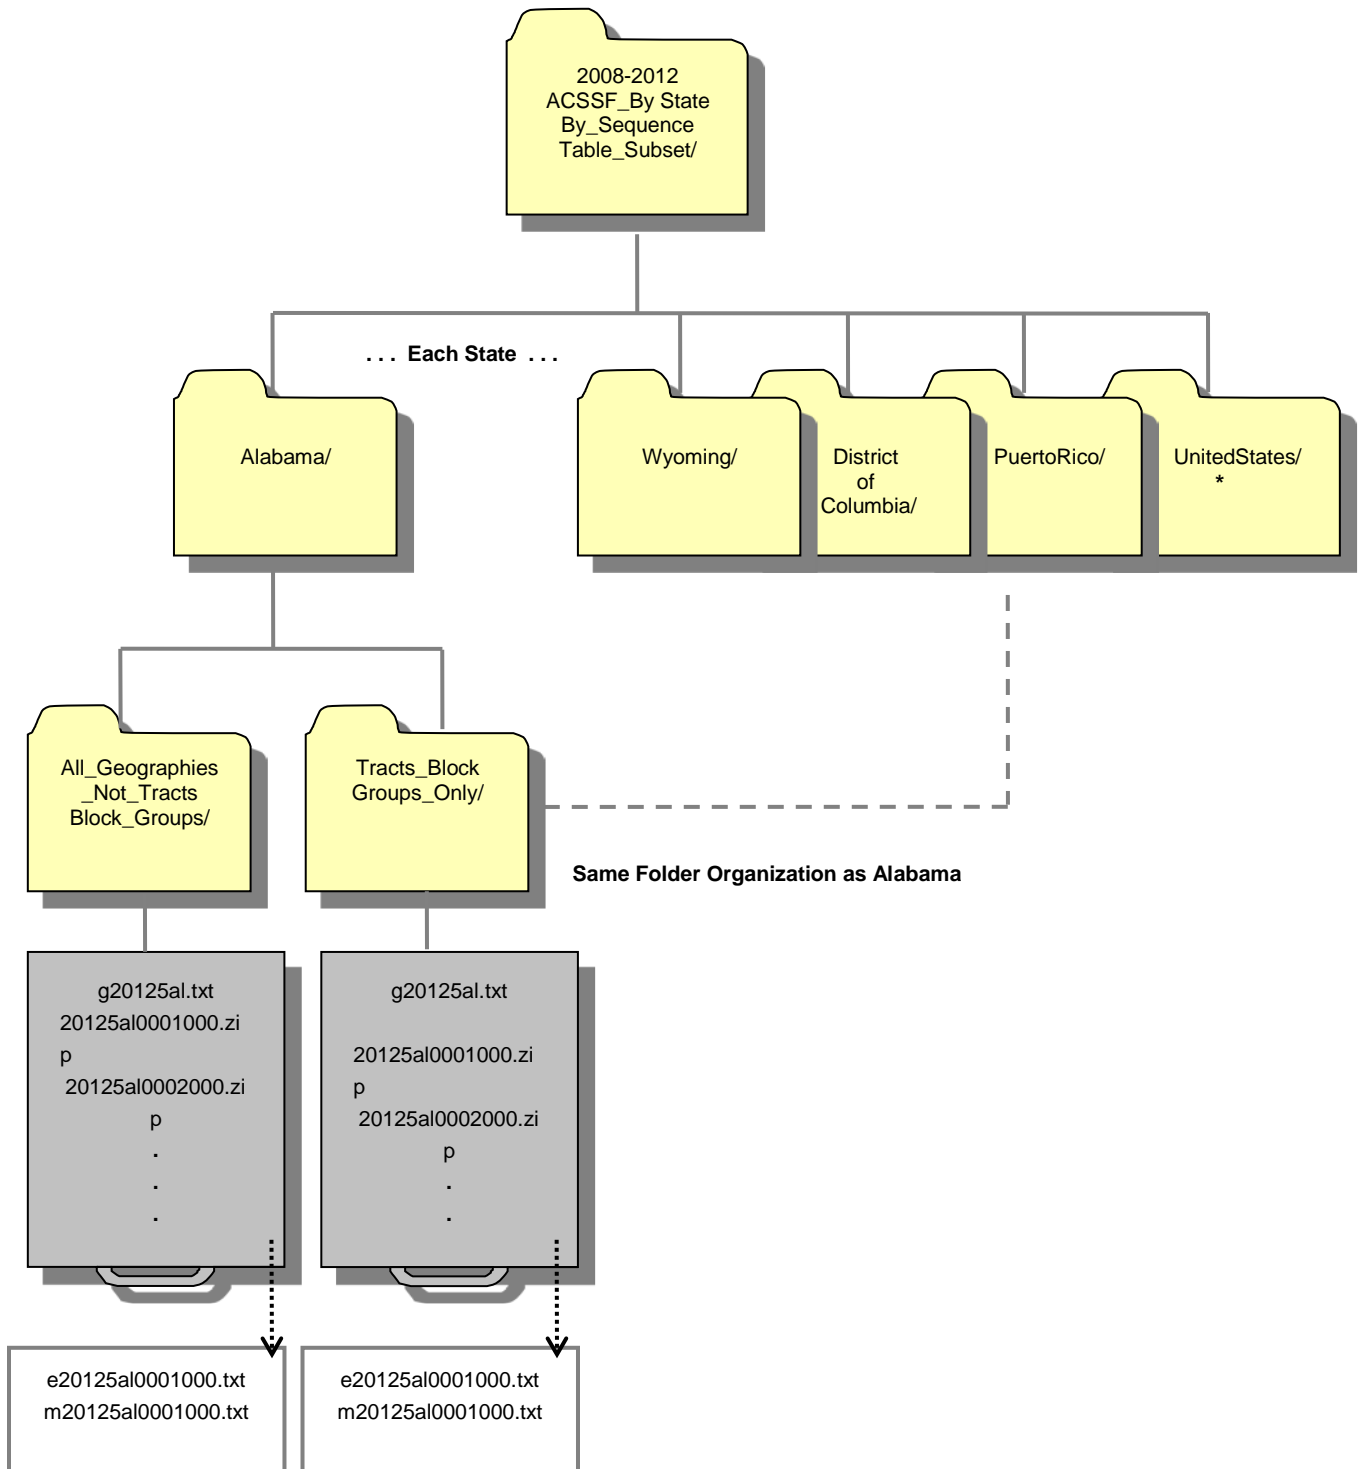 2008-2012
ACSSF_By State
By_Sequence
Table_Subset/
. . . Each State . . .
Alabama/
Wyoming/
District
of
Columbia/
PuertoRico/
UnitedStates/
*
All_Geographies
_Not_Tracts
Block_Groups/
Tracts_Block
Groups_Only/
Same Folder Organization as Alabama
g20125al.txt
20125al0001000.zi
p
20125al0002000.zi
p
.
.
.
g20125al.txt
20125al0001000.zi
p
20125al0002000.zi
p
.
.
e20125al0001000.txt
m20125al0001000.txt
e20125al0001000.txt
m20125al0001000.txt